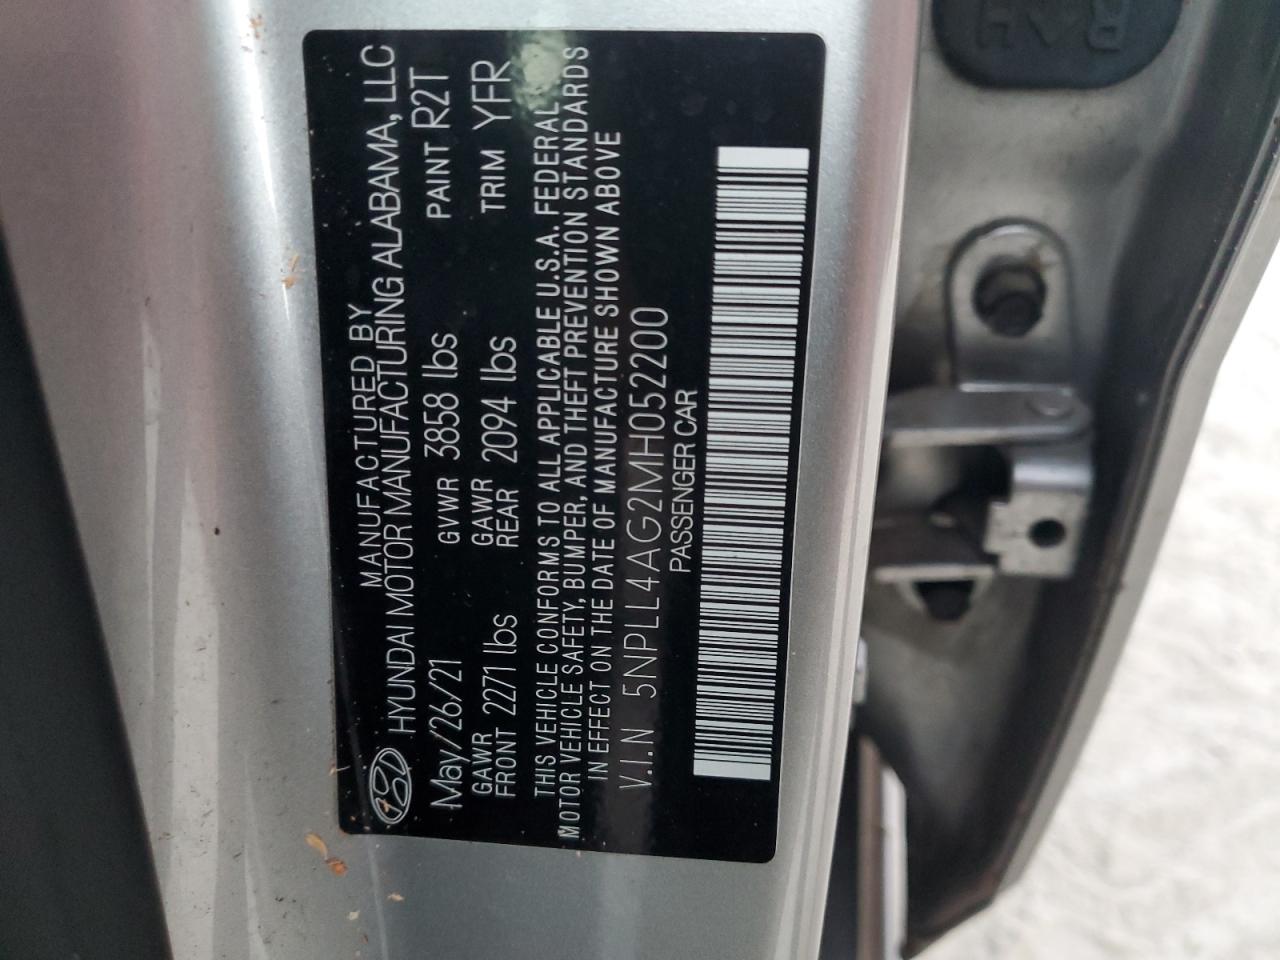 MANUFACTURED BY
HYUNDAI MOTOR MANUFACTURING ALABAMA, LLC
May/26/21 GVWR 3858 lbs PAINT R2T
GAWR FRONT 2271 lbs GAWR REAR 2094 lbs TRIM YFR
THIS VEHICLE CONFORMS TO ALL APPLICABLE U.S.A. FEDERAL
MOTOR VEHICLE SAFETY, BUMPER, AND THEFT PREVENTION STANDARDS
IN EFFECT ON THE DATE OF MANUFACTURE SHOWN ABOVE
V.I.N 5NPLL4AG2MH052200
PASSENGER CAR